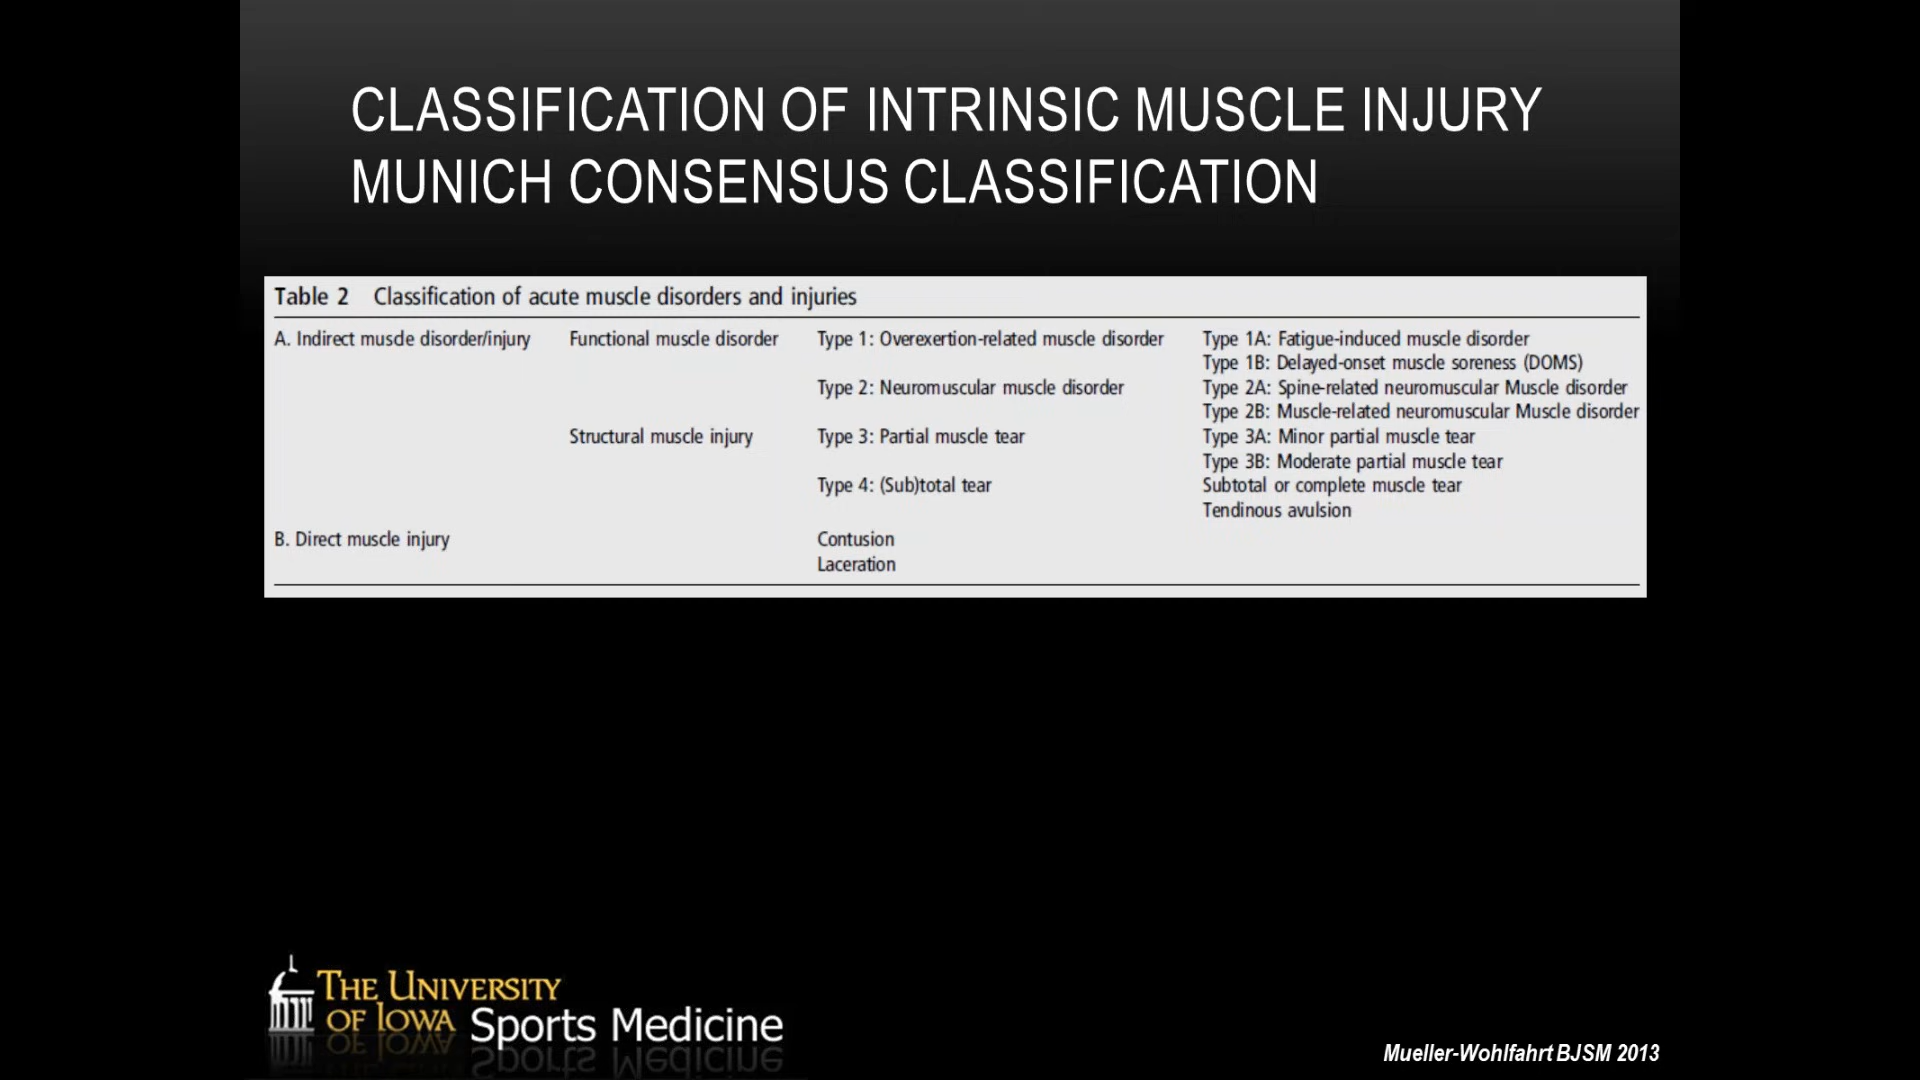 CLASSIFICATION OF INTRINSIC MUSCLE INJURY
MUNICH CONSENSUS CLASSIFICATION
Table 2 Classification of acute muscle disorders and injuries
A. Indirect muscle disorder/injury Functional muscle disorder Type 1: Overexertion-related muscle disorder Type 1A: Fatigue-induced muscle disorder
Type 1B: Delayed-onset muscle soreness (DOMS)
Type 2: Neuromuscular muscle disorder Type 2A: Spine-related neuromuscular Muscle disorder
Type 2B: Muscle-related neuromuscular Muscle disorder
Structural muscle injury Type 3: Partial muscle tear Type 3A: Minor partial muscle tear
Type 3B: Moderate partial muscle tear
Type 4: (Sub)total tear Subtotal or complete muscle tear
Tendinous avulsion
B. Direct muscle injury Contusion
Laceration
THE UNIVERSITY
OF IOWA Sports Medicine
Mueller-Wohlfahrt BJSM 2013